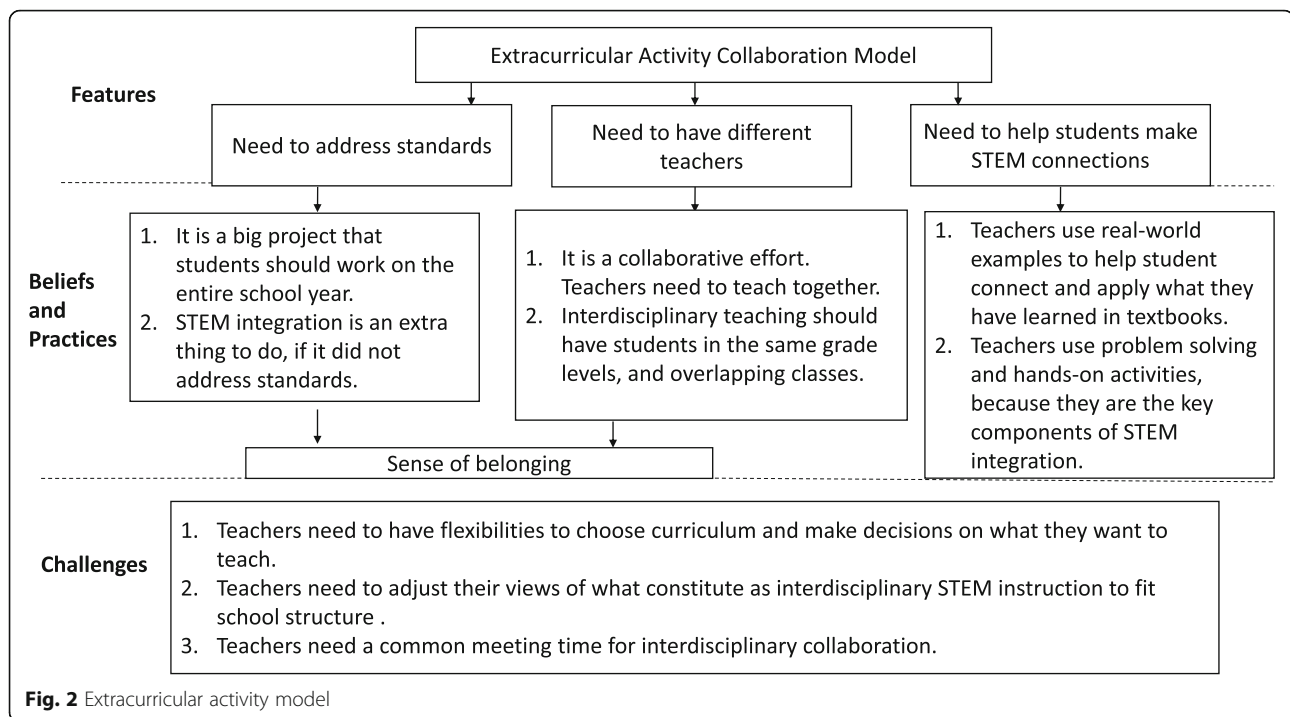 Extracurricular Activity Collaboration Model
Features
Need to address standards
Need to have different
teachers
Need to help students make
STEM connections
Beliefs
and
Practices
1. It is a big project that
students should work on the
entire school year.
2. STEM integration is an extra
thing to do, if it did not
address standards.
1. It is a collaborative effort.
Teachers need to teach together.
2. Interdisciplinary teaching should
have students in the same grade
levels, and overlapping classes.
1. Teachers use real-world
examples to help student
connect and apply what they
have learned in textbooks.
2. Teachers use problem solving
and hands-on activities,
because they are the key
components of STEM
integration.
Sense of belonging
Challenges
1. Teachers need to have flexibilities to choose curriculum and make decisions on what they want to
teach.
2. Teachers need to adjust their views of what constitute as interdisciplinary STEM instruction to fit
school structure .
3. Teachers need a common meeting time for interdisciplinary collaboration.
Fig. 2 Extracurricular activity model